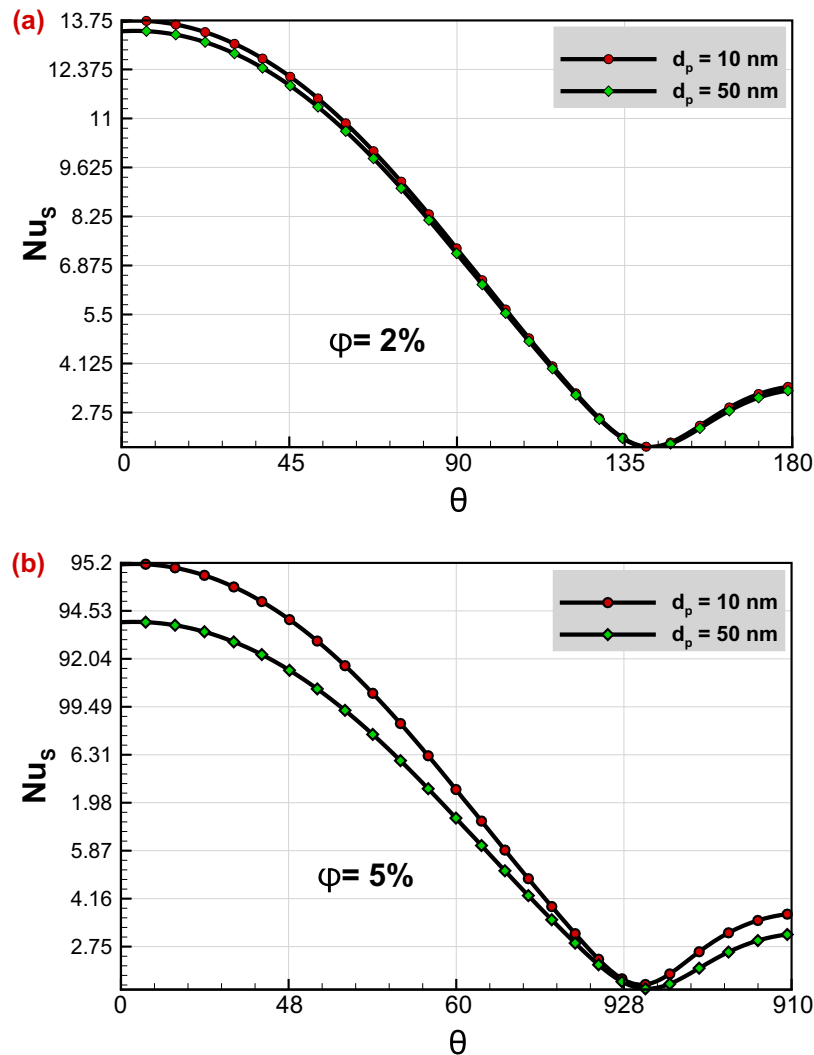 (a)
13.75
12.375
11
9.625
8.25
6.875
5.5
4.125
2.75
Nu_S
d_p = 10 nm
d_p = 50 nm
φ= 2%
0 45 90 135 180
θ
(b)
95.2
94.53
92.04
99.49
6.31
1.98
5.87
4.16
2.75
Nu_S
d_p = 10 nm
d_p = 50 nm
φ= 5%
0 48 60 928 910
θ